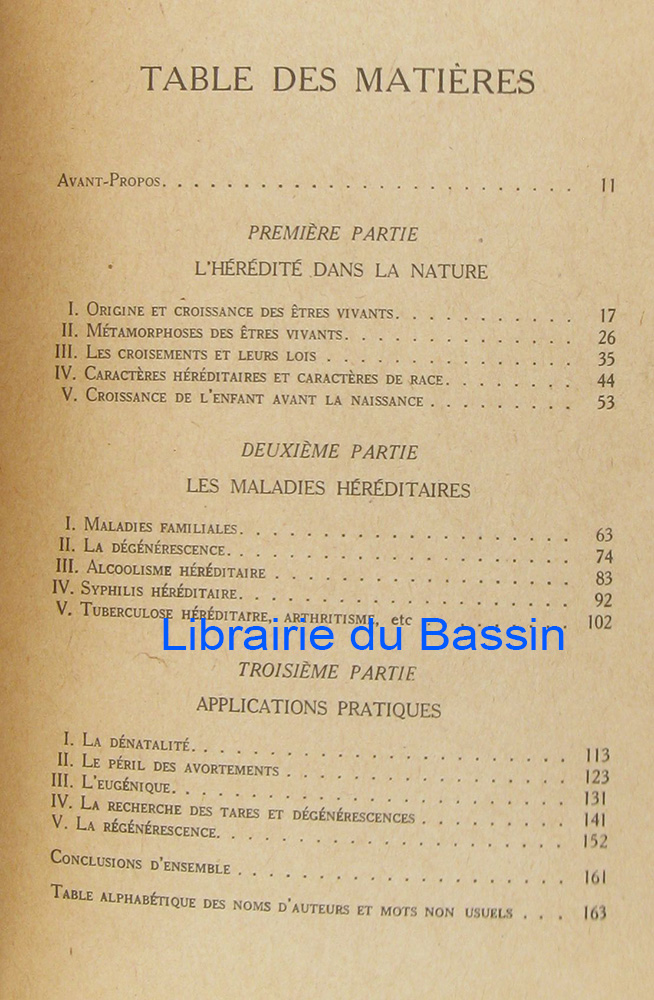 TABLE DES MATIÈRES
AVANT-PROPOS. . . . . . . . . . . . . . . . . . . . . . 11
PREMIÈRE PARTIE
L'HÉRÉDITÉ DANS LA NATURE
I. ORIGINE ET CROISSANCE DES ÊTRES VIVANTS. . . . . . . . . 17
II. MÉTAMORPHOSES DES ÊTRES VIVANTS. . . . . . . . . . . . 26
III. LES CROISEMENTS ET LEURS LOIS . . . . . . . . . . . . 35
IV. CARACTÈRES HÉRÉDITAIRES ET CARACTÈRES DE RACE. . . . . . . 44
V. CROISSANCE DE L'ENFANT AVANT LA NAISSANCE . . . . . . . . 53
DEUXIÈME PARTIE
LES MALADIES HÉRÉDITAIRES
I. MALADIES FAMILIALES. . . . . . . . . . . . . . . . . 63
II. LA DÉGÉNÉRESCENCE. . . . . . . . . . . . . . . . . 74
III. ALCOOLISME HÉRÉDITAIRE . . . . . . . . . . . . . . . 83
IV. SYPHILIS HÉRÉDITAIRE. . . . . . . . . . . . . . . . . 92
V. TUBERCULOSE HÉRÉDITAIRE, ARTHRITISME, etc . . . . . . . . 102
Librairie du Bassin
TROISIÈME PARTIE
APPLICATIONS PRATIQUES
I. LA DÉNATALITÉ. . . . . . . . . . . . . . . . . . . 113
II. LE PÉRIL DES AVORTEMENTS . . . . . . . . . . . . . . 123
III. L'EUGÉNIQUE. . . . . . . . . . . . . . . . . . . . 131
IV. LA RECHERCHE DES TARES ET DÉGÉNÉRESCENCES . . . . . . . . 141
V. LA RÉGÉNÉRESCENCE. . . . . . . . . . . . . . . . . . 152
CONCLUSIONS D'ENSEMBLE . . . . . . . . . . . . . . . . . 161
TABLE ALPHABÉTIQUE DES NOMS D'AUTEURS ET MOTS NON USUELS . . . 163